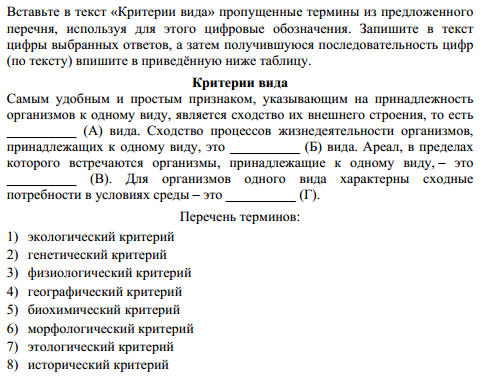 Вставьте в текст «Критерии вида» пропущенные термины из предложенного
перечня, используя для этого цифровые обозначения. Запишите в текст
цифры выбранных ответов, а затем получившуюся последовательность цифр
(по тексту) впишите в приведённую ниже таблицу.
Критерии вида
Самым удобным и простым признаком, указывающим на принадлежность
организмов к одному виду, является сходство их внешнего строения, то есть
__________ (А) вида. Сходство процессов жизнедеятельности организмов,
принадлежащих к одному виду, это __________ (Б) вида. Ареал, в пределах
которого встречаются организмы, принадлежащие к одному виду, – это
__________ (В). Для организмов одного вида характерны сходные
потребности в условиях среды – это __________ (Г).
Перечень терминов:
1) экологический критерий
2) генетический критерий
3) физиологический критерий
4) географический критерий
5) биохимический критерий
6) морфологический критерий
7) этологический критерий
8) исторический критерий